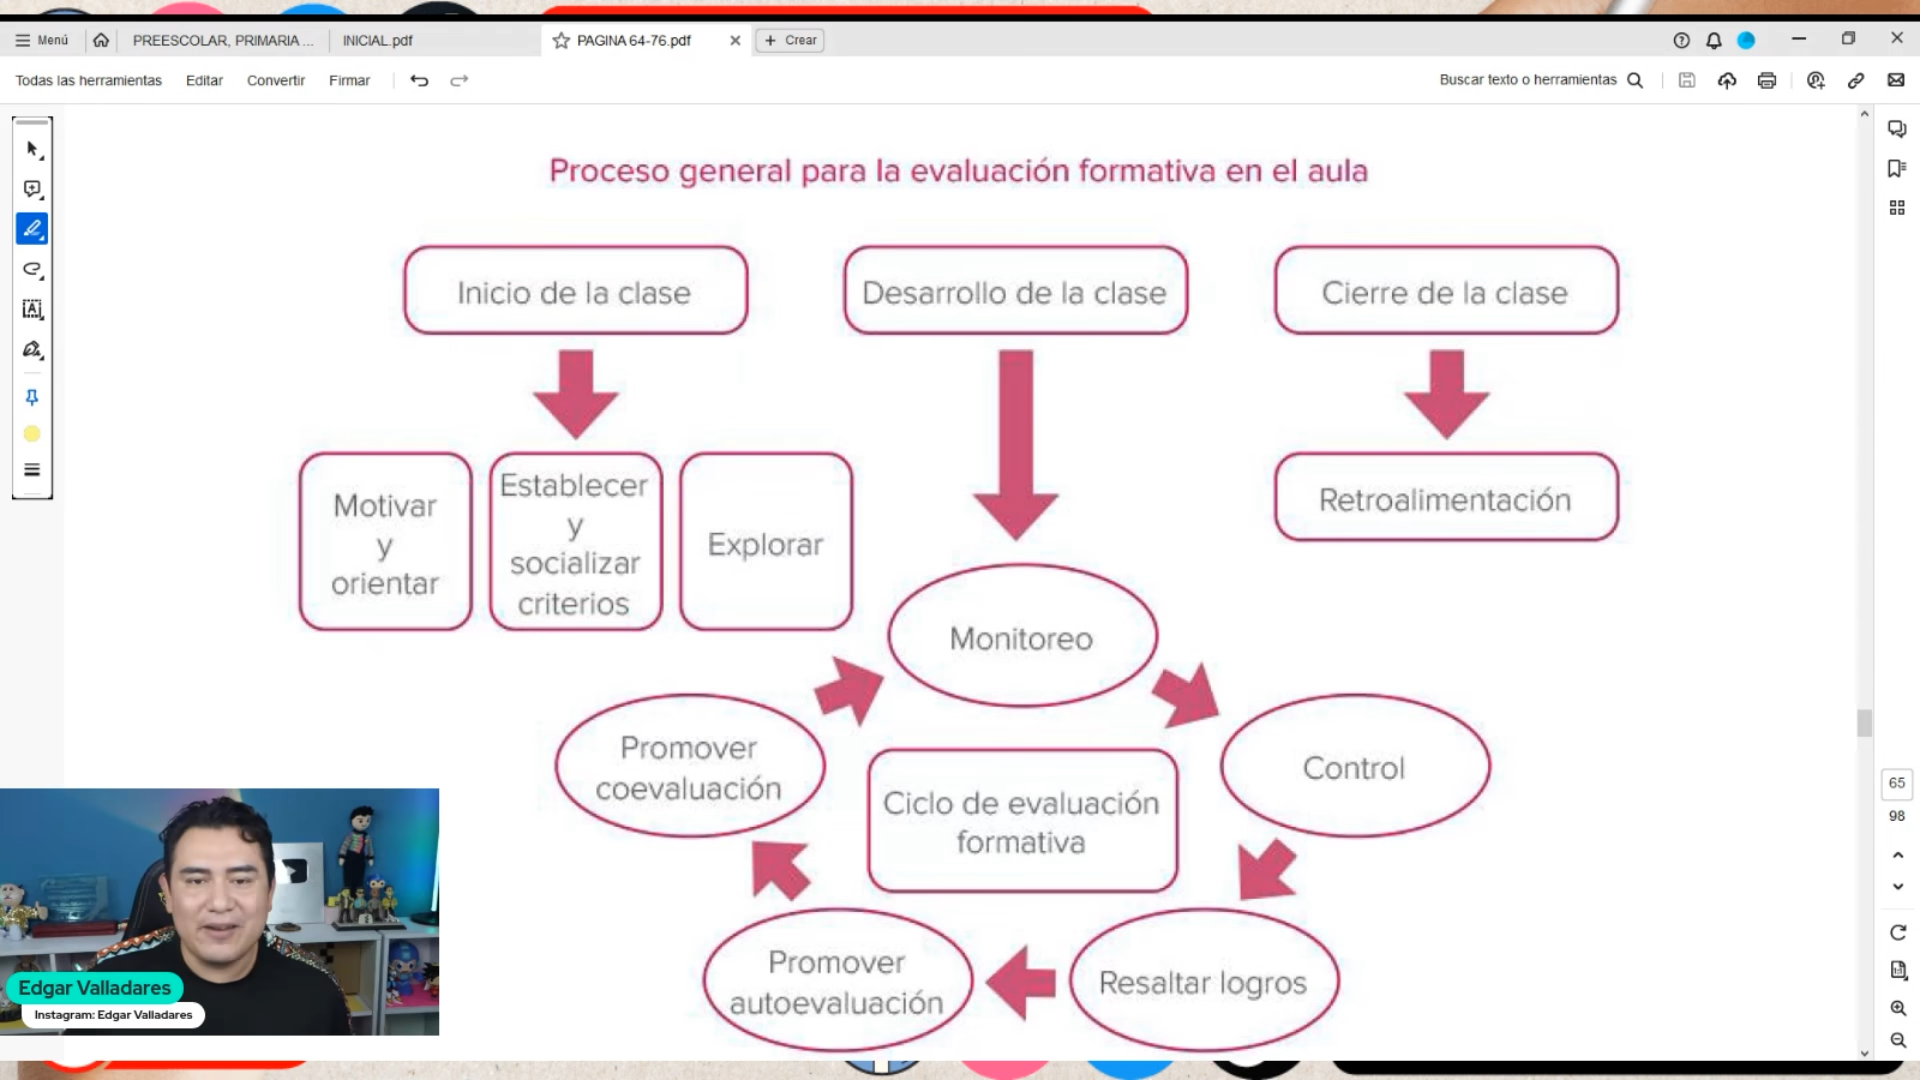 Menú
PREESCOLAR, PRIMARIA ...
INICIAL.pdf
PAGINA 64-76.pdf
+ Crear
Todas las herramientas
Editar
Convertir
Firmar
Buscar texto o herramientas
Proceso general para la evaluación formativa en el aula
Inicio de la clase
Desarrollo de la clase
Cierre de la clase
Motivar
y
orientar
Establecer
y
socializar
criterios
Explorar
Retroalimentación
Monitoreo
Promover
coevaluación
Control
Ciclo de evaluación
formativa
Promover
autoevaluación
Resaltar logros
65
98
Edgar Valladares
Instagram: Edgar Valladares